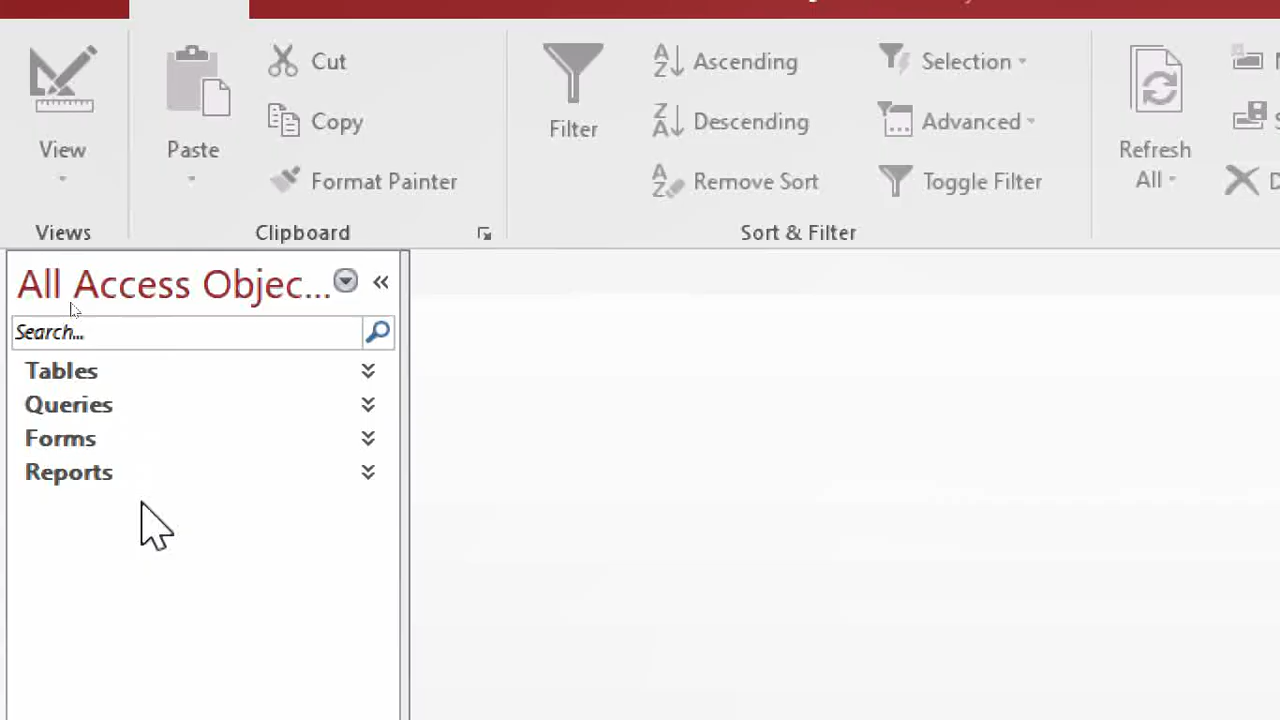 View
Paste
Cut
Copy
Format Painter
Filter
Ascending
Descending
Remove Sort
Selection
Advanced
Toggle Filter
Refresh
All
Views
Clipboard
Sort & Filter
All Access Objec...
Search...
Tables
Queries
Forms
Reports